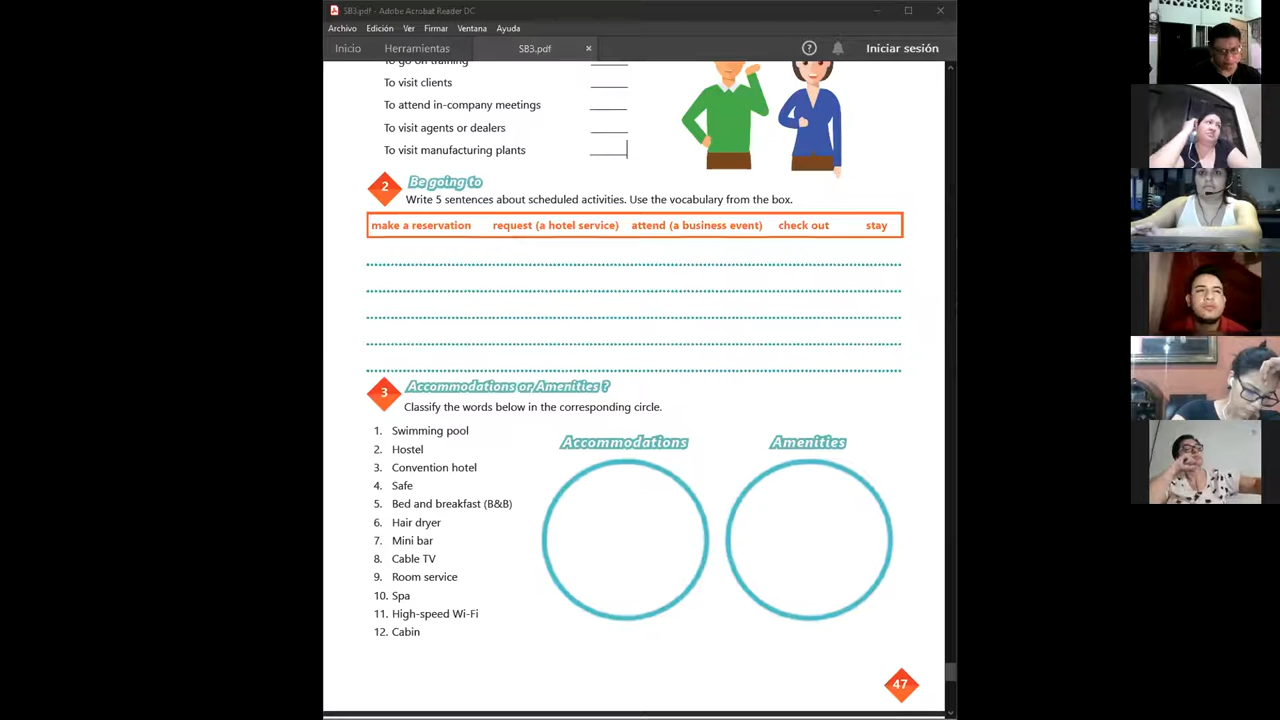 SB3.pdf - Adobe Acrobat Reader DC
Archivo Edición Ver Firmar Ventana Ayuda
Inicio Herramientas SB3.pdf × ? Iniciar sesión
To go on training
To visit clients
To attend in-company meetings
To visit agents or dealers
To visit manufacturing plants
2 Be going to
Write 5 sentences about scheduled activities. Use the vocabulary from the box.
make a reservation request (a hotel service) attend (a business event) check out stay
3 Accommodations or Amenities ?
Classify the words below in the corresponding circle.
1. Swimming pool
2. Hostel
3. Convention hotel
4. Safe
5. Bed and breakfast (B&B)
6. Hair dryer
7. Mini bar
8. Cable TV
9. Room service
10. Spa
11. High-speed Wi-Fi
12. Cabin
Accommodations Amenities
47